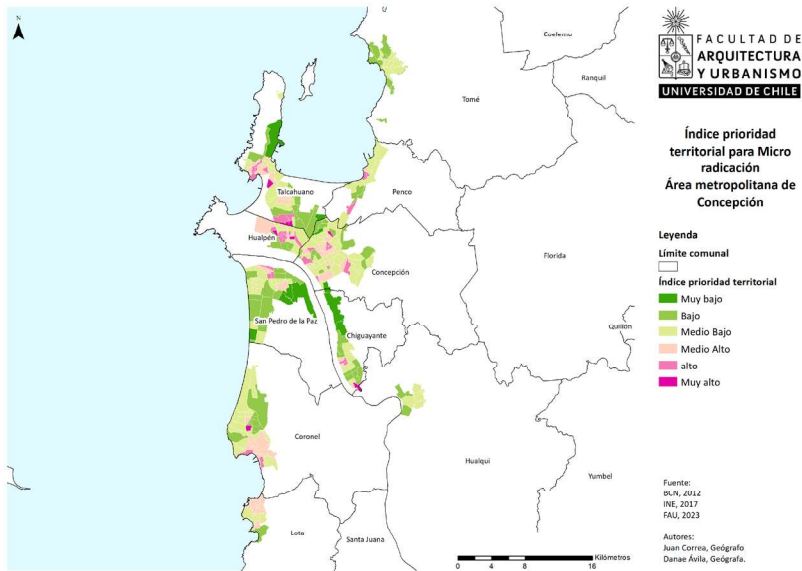 N
FACULTAD DE
ARQUITECTURA
Y URBANISMO
UNIVERSIDAD DE CHILE
Índice prioridad
territorial para Micro
radicación
Área metropolitana de
Concepción
Leyenda
Límite comunal
Índice prioridad territorial
Muy bajo
Bajo
Medio Bajo
Medio Alto
alto
Muy alto
Coelemu
Ranquil
Tomé
Talcahuano
Penco
Hualpén
Concepción
Florida
San Pedro de la Paz
Chiguayante
Quillón
Coronel
Hualqui
Yumbel
Lota
Santa Juana
0 2 4 8 12 16
Kilómetros
Fuente:
BCN, 2012
INE, 2017
FAU, 2023
Autores:
Juan Correa, Geógrafo
Danae Ávila, Geógrafa.